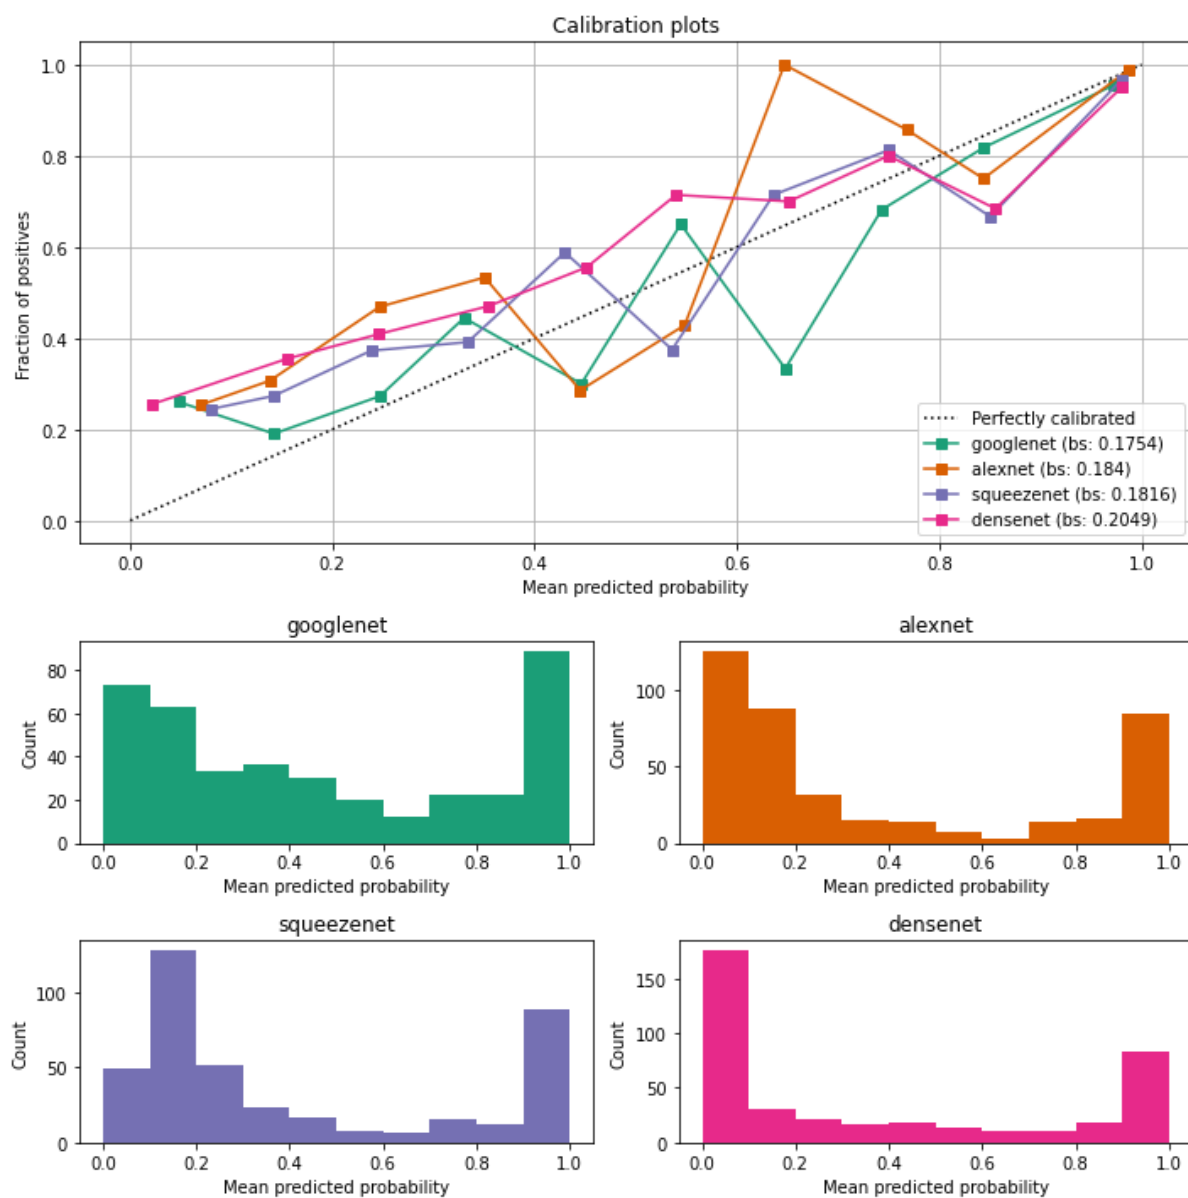 Calibration plots
1.0
0.8
0.6
0.4
0.2
0.0
Fraction of positives
Perfectly calibrated
googlenet (bs: 0.1754)
alexnet (bs: 0.184)
squeezenet (bs: 0.1816)
densenet (bs: 0.2049)
0.0 0.2 0.4 0.6 0.8 1.0
Mean predicted probability
googlenet
80
60
40
20
0
Count
0.0 0.2 0.4 0.6 0.8 1.0
Mean predicted probability
alexnet
100
50
0
Count
0.0 0.2 0.4 0.6 0.8 1.0
Mean predicted probability
squeezenet
100
50
0
Count
0.0 0.2 0.4 0.6 0.8 1.0
Mean predicted probability
densenet
150
100
50
0
Count
0.0 0.2 0.4 0.6 0.8 1.0
Mean predicted probability